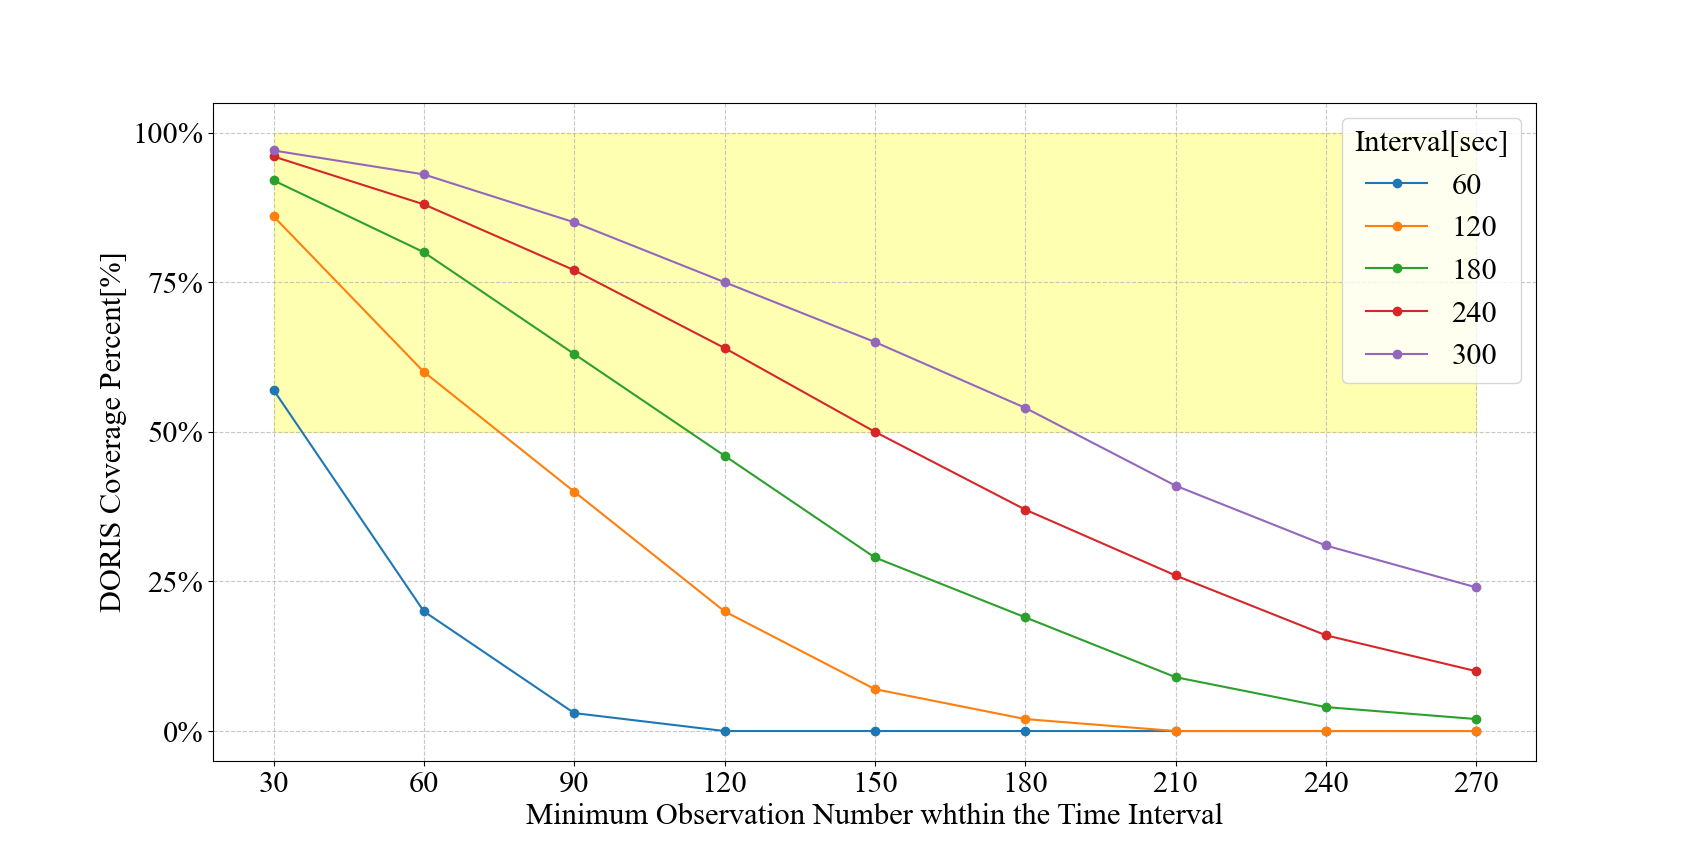 100%
75%
50%
25%
0%
DORIS Coverage Percent[%]
Interval[sec]
60
120
180
240
300
30 60 90 120 150 180 210 240 270
Minimum Observation Number whthin the Time Interval